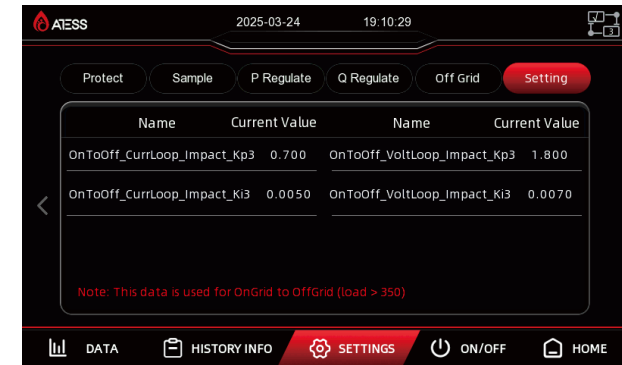 ATESS 2025-03-24 19:10:29
3
Protect Sample P Regulate Q Regulate Off Grid Setting
Name Current Value Name Current Value
OnToOff_CurrLoop_Impact_Kp3 0.700 OnToOff_VoltLoop_Impact_Kp3 1.800
OnToOff_CurrLoop_Impact_Ki3 0.0050 OnToOff_VoltLoop_Impact_Ki3 0.0070
Note: This data is used for OnGrid to OffGrid (load > 350)
DATA HISTORY INFO SETTINGS ON/OFF HOME